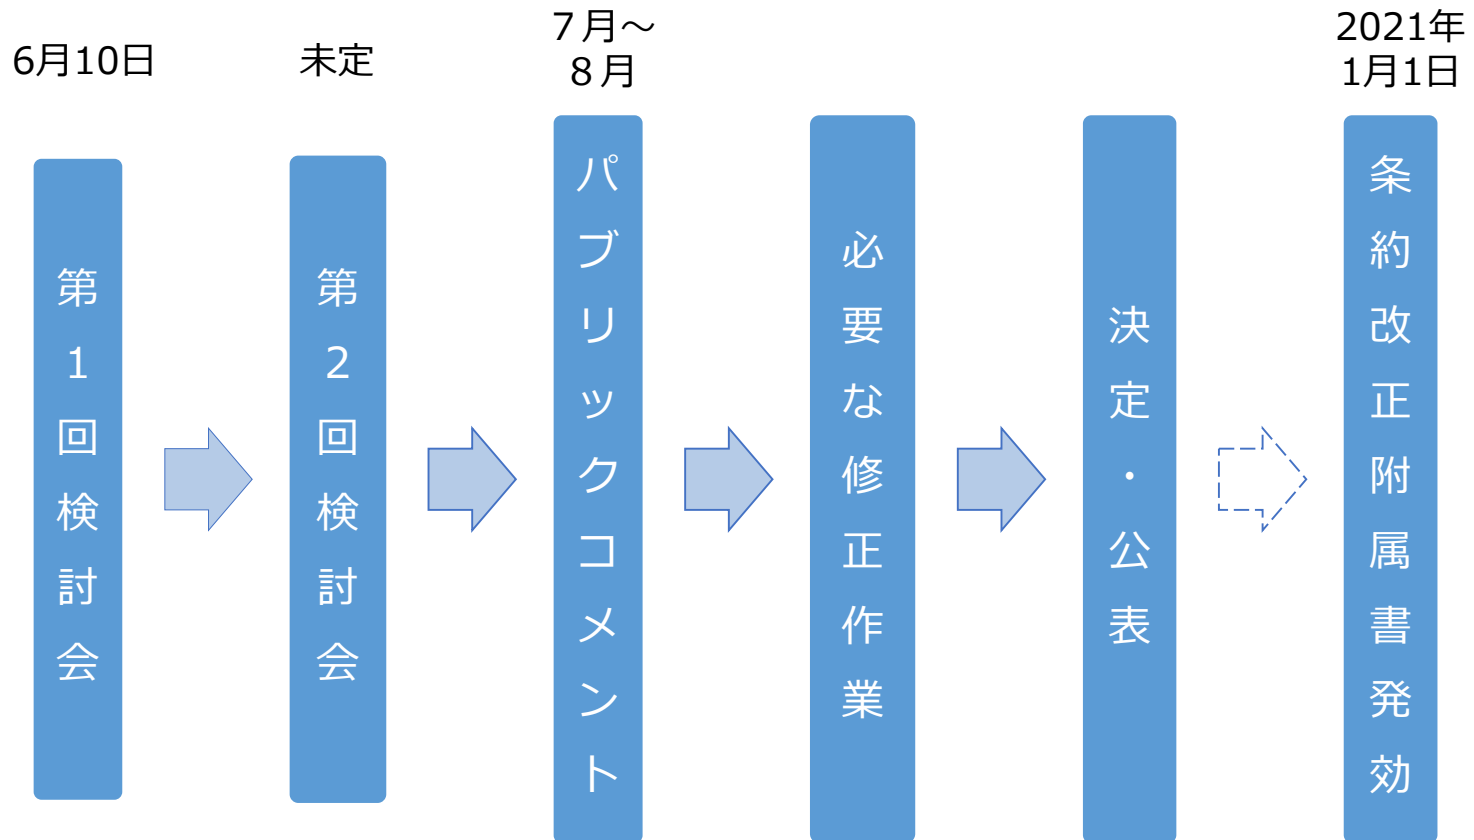 6月10日
未定
７月～
８月
2021年
1月1日
第１回検討会
第２回検討会
パブリックコメント
必要な修正作業
決定・公表
条約改正附属書発効